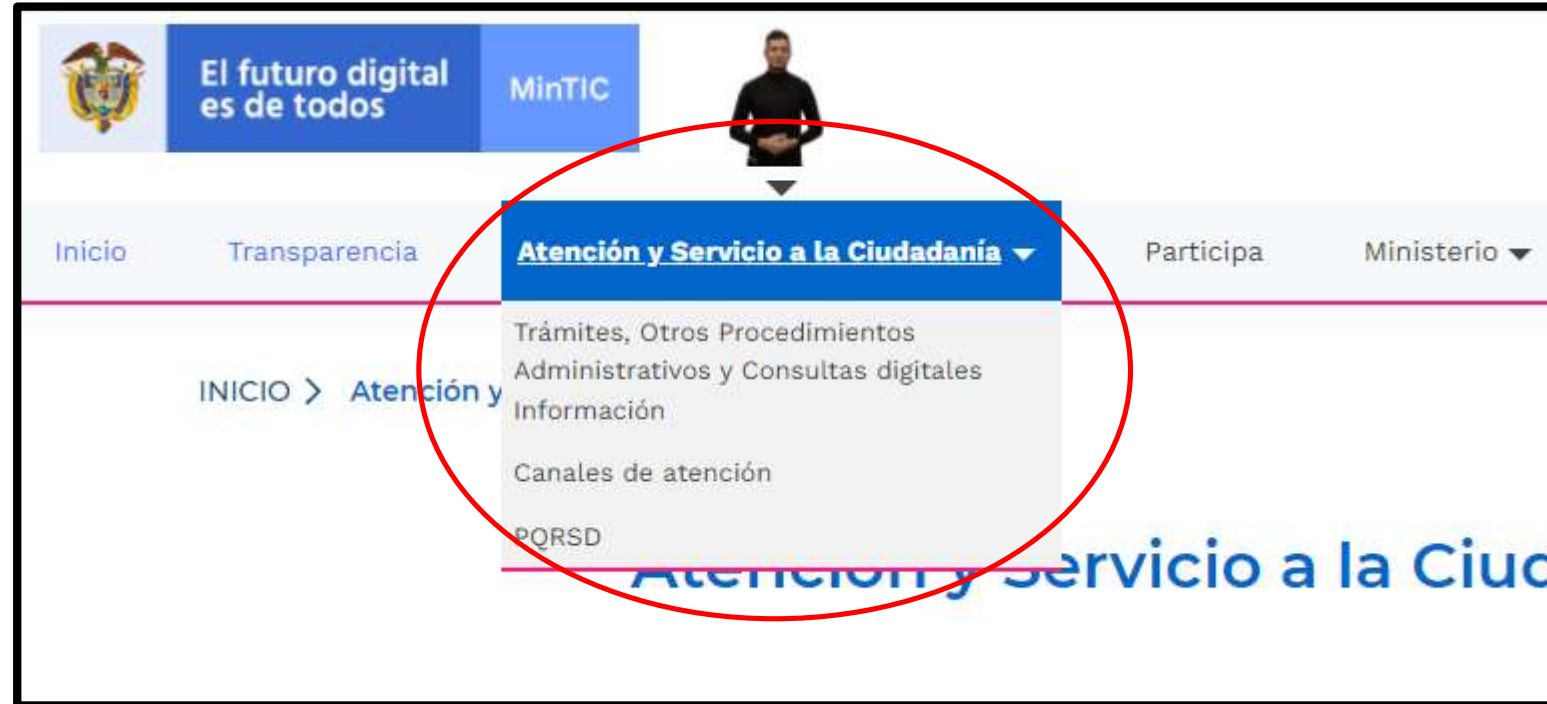 El futuro digital
es de todos
MinTIC
Inicio
Transparencia
Atención y Servicio a la Ciudadanía
Participa
Ministerio
Trámites, Otros Procedimientos
Administrativos y Consultas digitales
Información
Canales de atención
PQRSD
INICIO > Atención y
Atención y Servicio a la Ciud